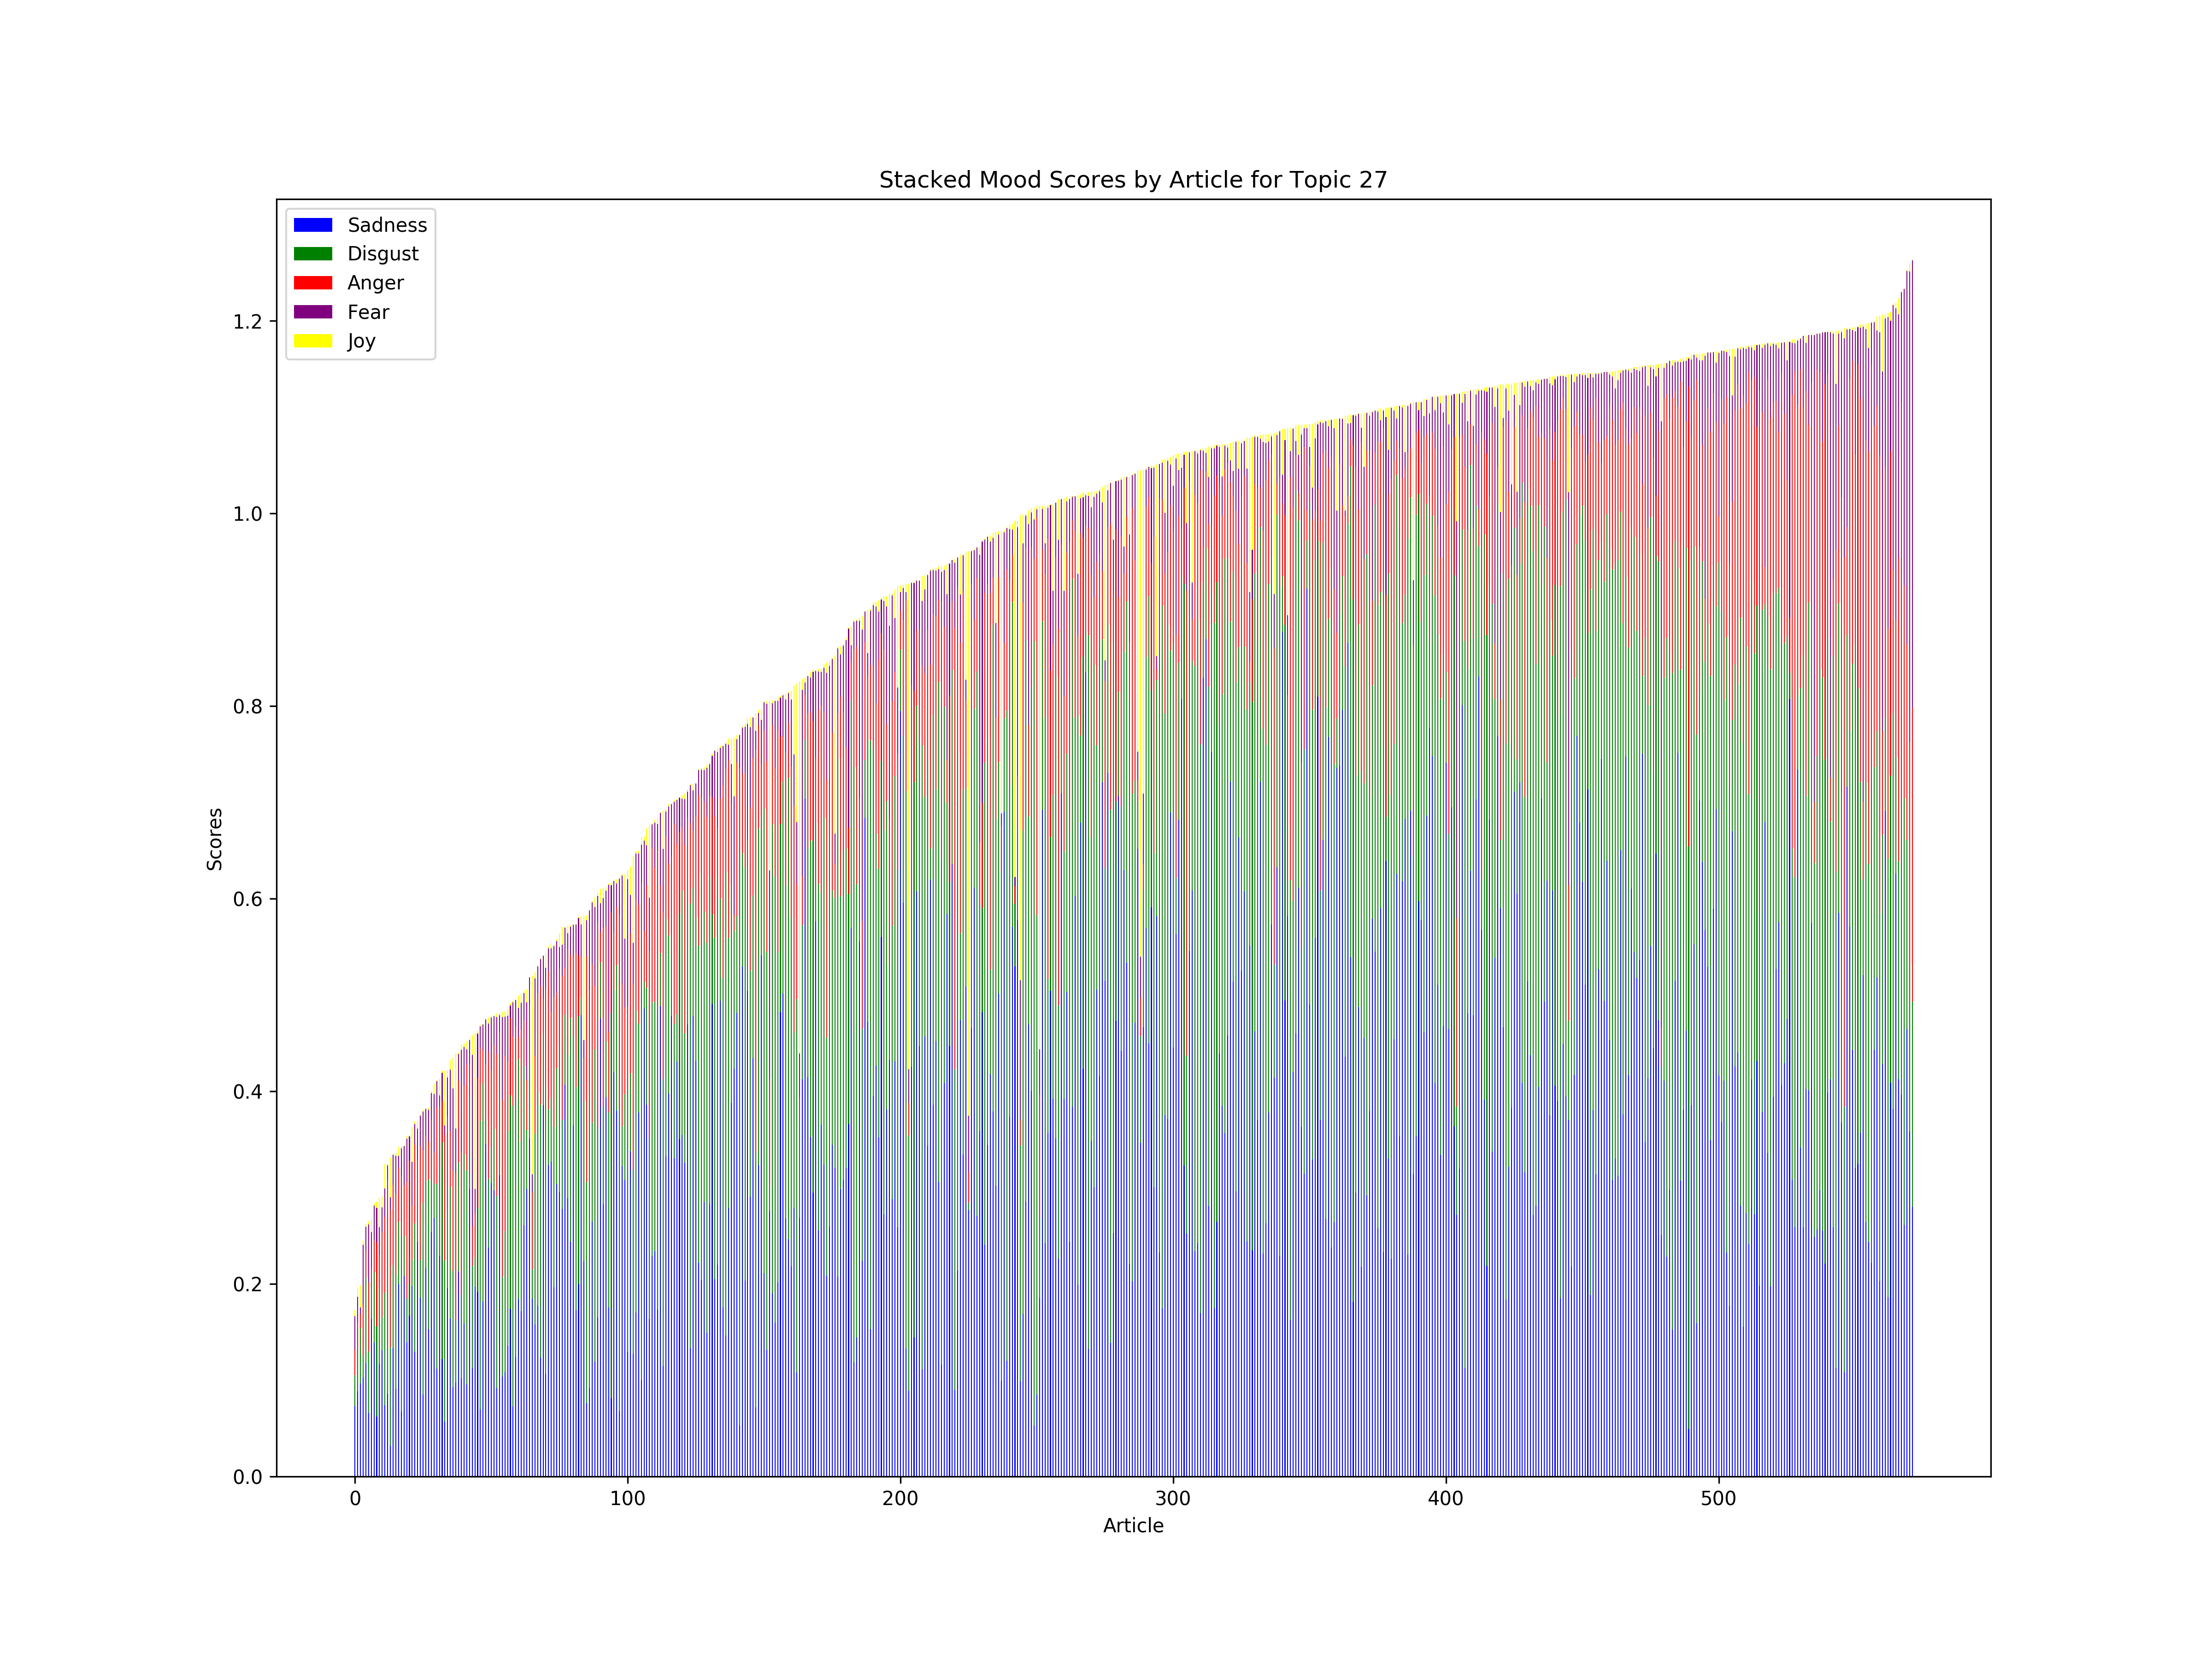 Stacked Mood Scores by Article for Topic 27
Sadness
Disgust
Anger
Fear
Joy
1.2
1.0
0.8
0.6
0.4
0.2
0.0
Scores
0 100 200 300 400 500
Article